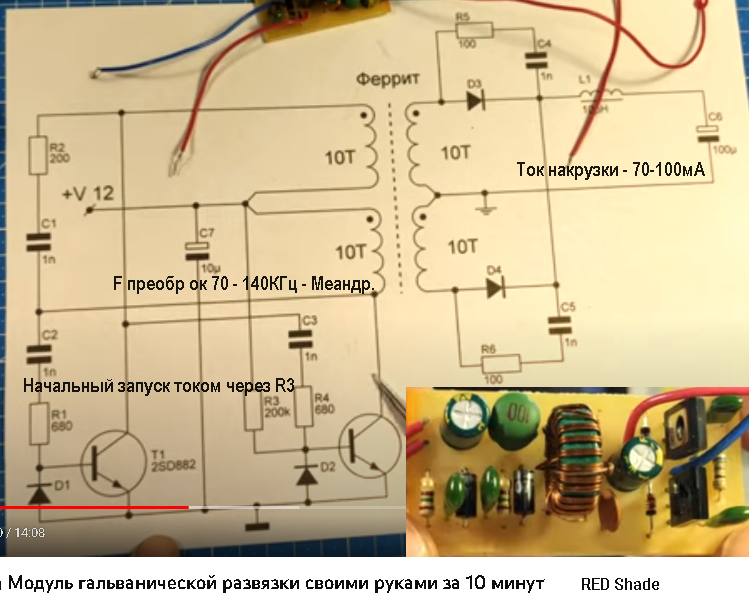 R5
100
C4
1n
Феррит
D3
L1
C6
100µ
10T
10T
R2
200
Ток накрузки - 70-100мА
+V 12
C1
1n
C7
10µ
10T
10T
F преобр ок 70 - 140КГц - Меандр.
D4
C2
1n
C3
1n
C5
1n
R6
100
Начальный запуск током через R3
R1
680
R3
200k
R4
680
T1
2SD882
D1
D2
100
/ 14:08
Модуль гальванической развязки своими руками за 10 минут
RED Shade